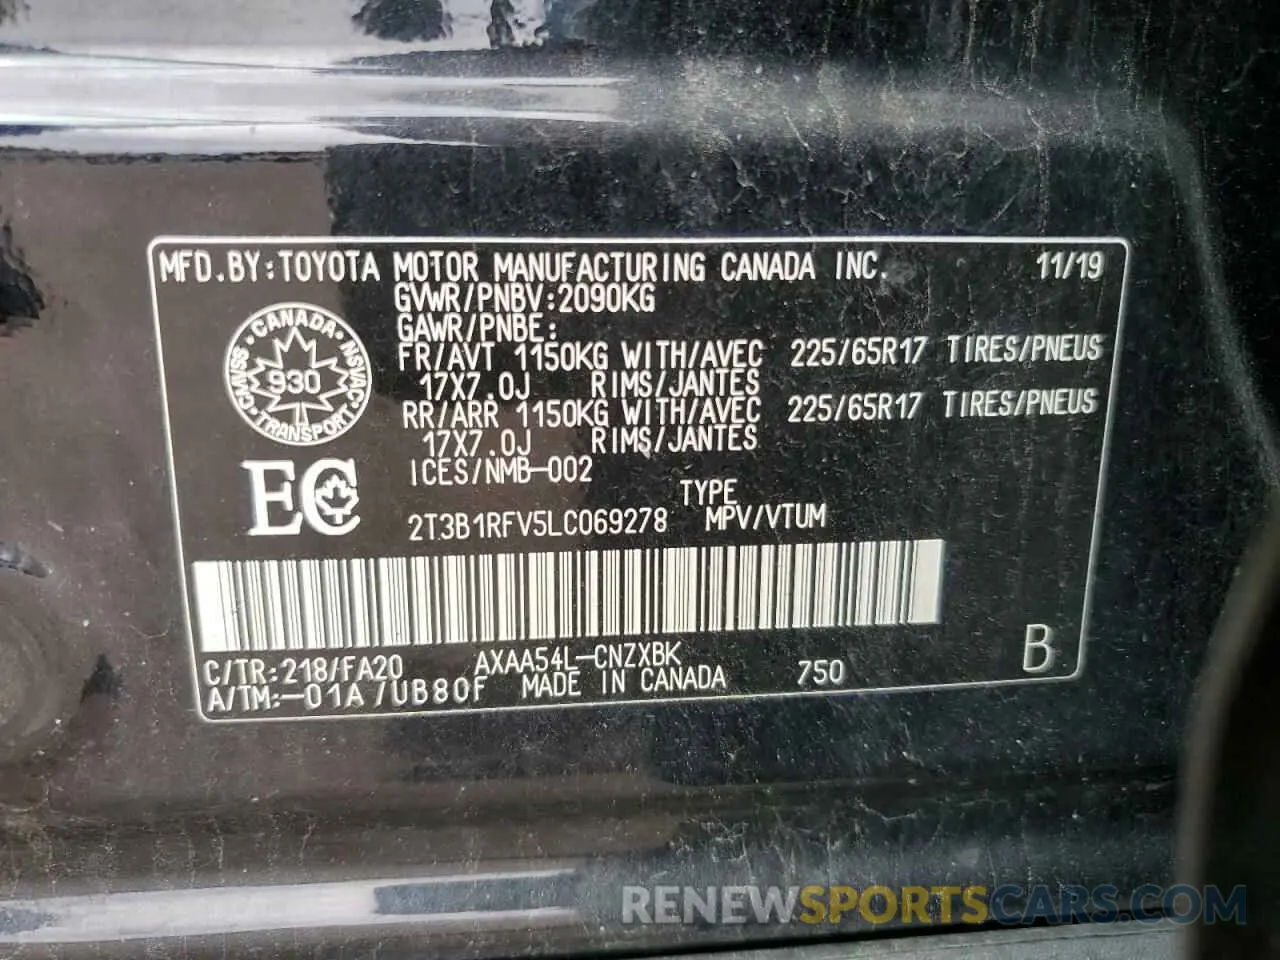 MFD.BY:TOYOTA MOTOR MANUFACTURING CANADA INC. 11/19
GVWR/PNBV:2090KG
GAWR/PNBE:
FR/AVT 1150KG WITH/AVEC 225/65R17 TIRES/PNEUS
17X7.0J RIMS/JANTES
RR/ARR 1150KG WITH/AVEC 225/65R17 TIRES/PNEUS
17X7.0J RIMS/JANTES
ICES/NMB-002
CANADA
CMVSS NSVAC
930
TRANSPORT
EC
TYPE
2T3B1RFV5LC069278 MPV/VTUM
C/TR:218/FA20 AXAA54L-CNZXBK
A/TM:-01A/UB80F MADE IN CANADA 750
B
RENEWSPORTSCARS.COM